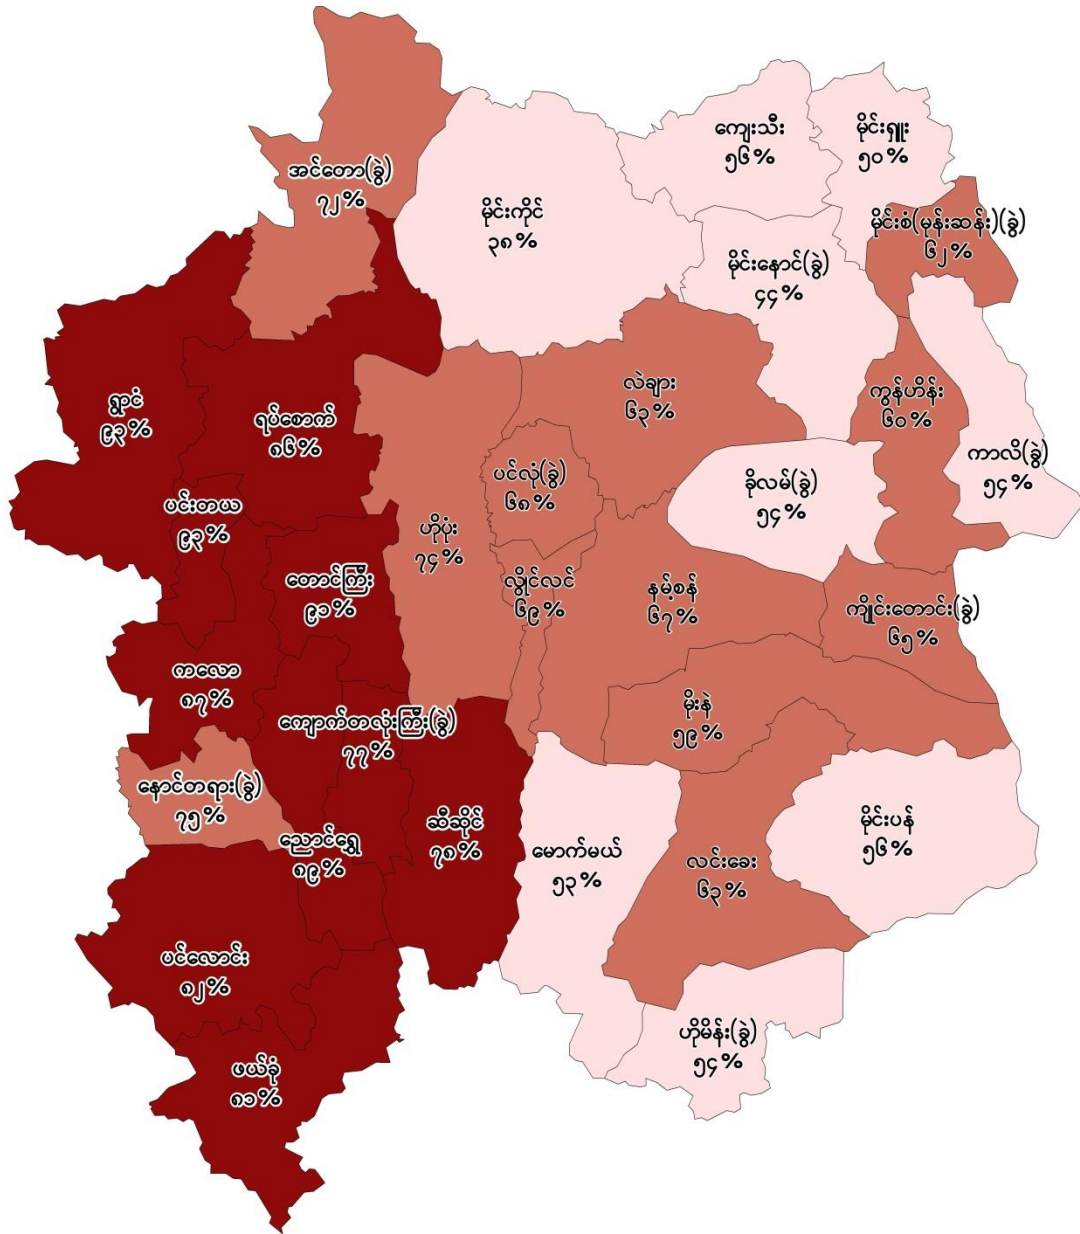 ကျေးသီး
၅၆%
မိုင်းရှူး
၅၀%
အင်တော(ခွဲ)
၇၂%
မိုင်းကိုင်
၃၈%
မိုင်းစံ(မုန်းဆန်း)(ခွဲ)
၆၂%
မိုင်းနောင်(ခွဲ)
၄၄%
ရွာငံ
၉၃%
ရပ်စောက်
၈၆%
လဲချား
၆၃%
ကွန်ဟိန်း
၆၀%
ကာလိ(ခွဲ)
၅၄%
ပင်လုံ(ခွဲ)
၆၈%
ခိုလမ်(ခွဲ)
၅၄%
ပင်းတယ
၉၃%
ဟိုပုံး
၇၄%
တောင်ကြီး
၉၁%
လွိုင်လင်
၆၉%
နမ့်စန်
၆၇%
ကျိုင်းတောင်း(ခွဲ)
၆၅%
ကလော
၈၇%
ကျောက်တလုံးကြီး(ခွဲ)
၇၇%
မိုးနဲ
၅၉%
နောင်တရား(ခွဲ)
၇၅%
ညောင်ရွှေ
၈၉%
ဆီဆိုင်
၇၈%
မောက်မယ်
၅၃%
လင်းခေး
၆၃%
မိုင်းပန်
၅၆%
ပင်လောင်း
၈၂%
ဟိုမိန်း(ခွဲ)
၅၄%
ဖယ်ခုံ
၈၁%